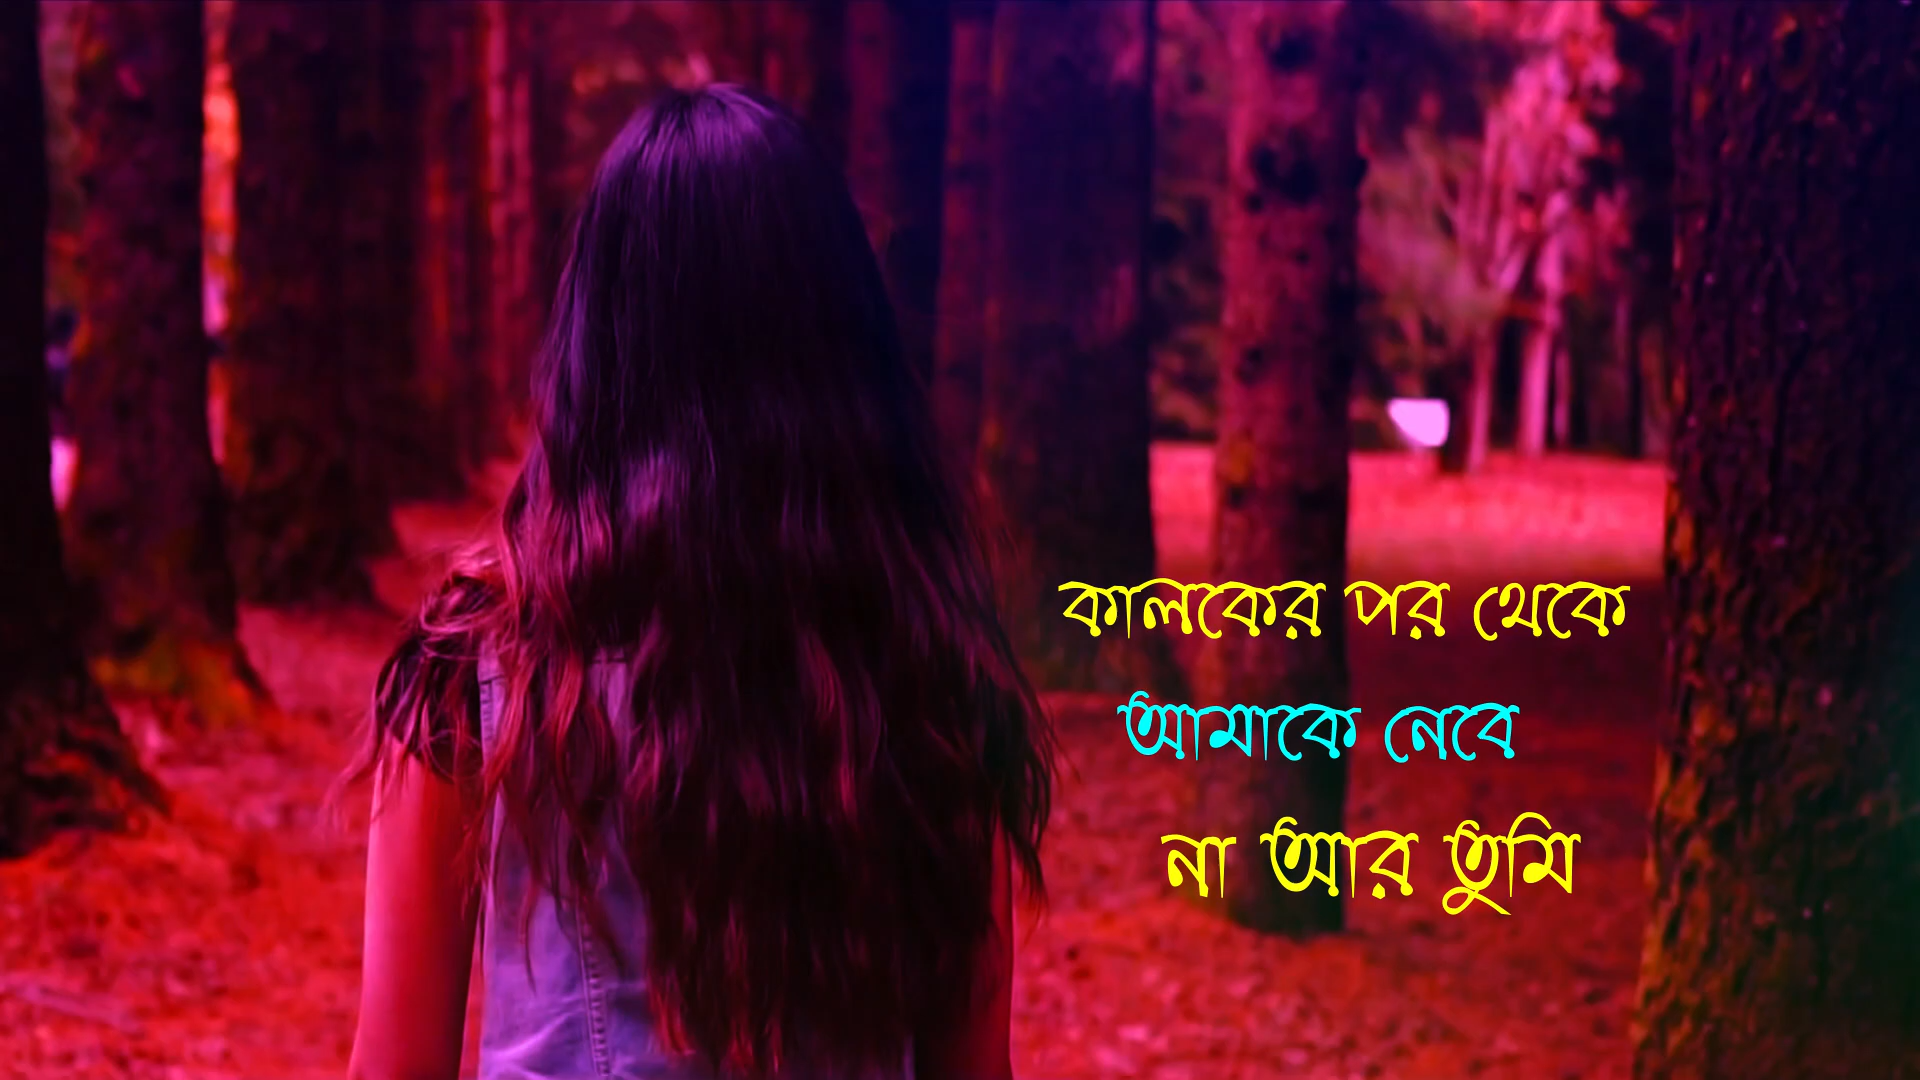 কালকের পর থেকে
আমাকে নেবে
না আর তুমি